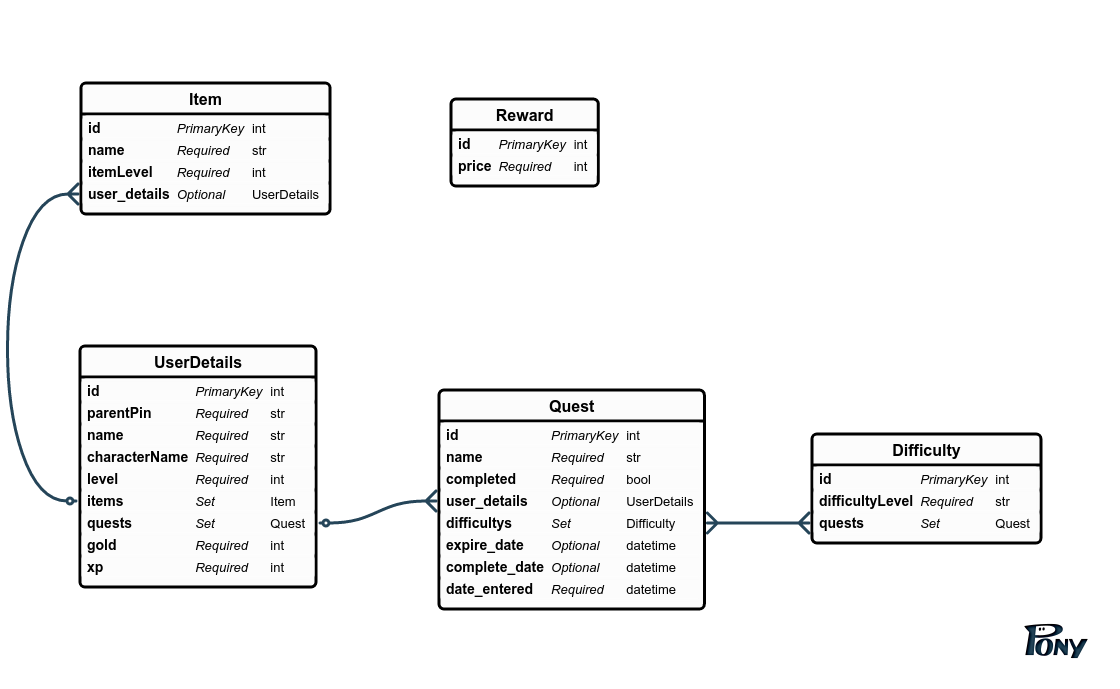 Item
id PrimaryKey int
name Required str
itemLevel Required int
user_details Optional UserDetails
Reward
id PrimaryKey int
price Required int
UserDetails
id PrimaryKey int
parentPin Required str
name Required str
characterName Required str
level Required int
items Set Item
quests Set Quest
gold Required int
xp Required int
Quest
id PrimaryKey int
name Required str
completed Required bool
user_details Optional UserDetails
difficultys Set Difficulty
expire_date Optional datetime
complete_date Optional datetime
date_entered Required datetime
Difficulty
id PrimaryKey int
difficultyLevel Required str
quests Set Quest
PONY